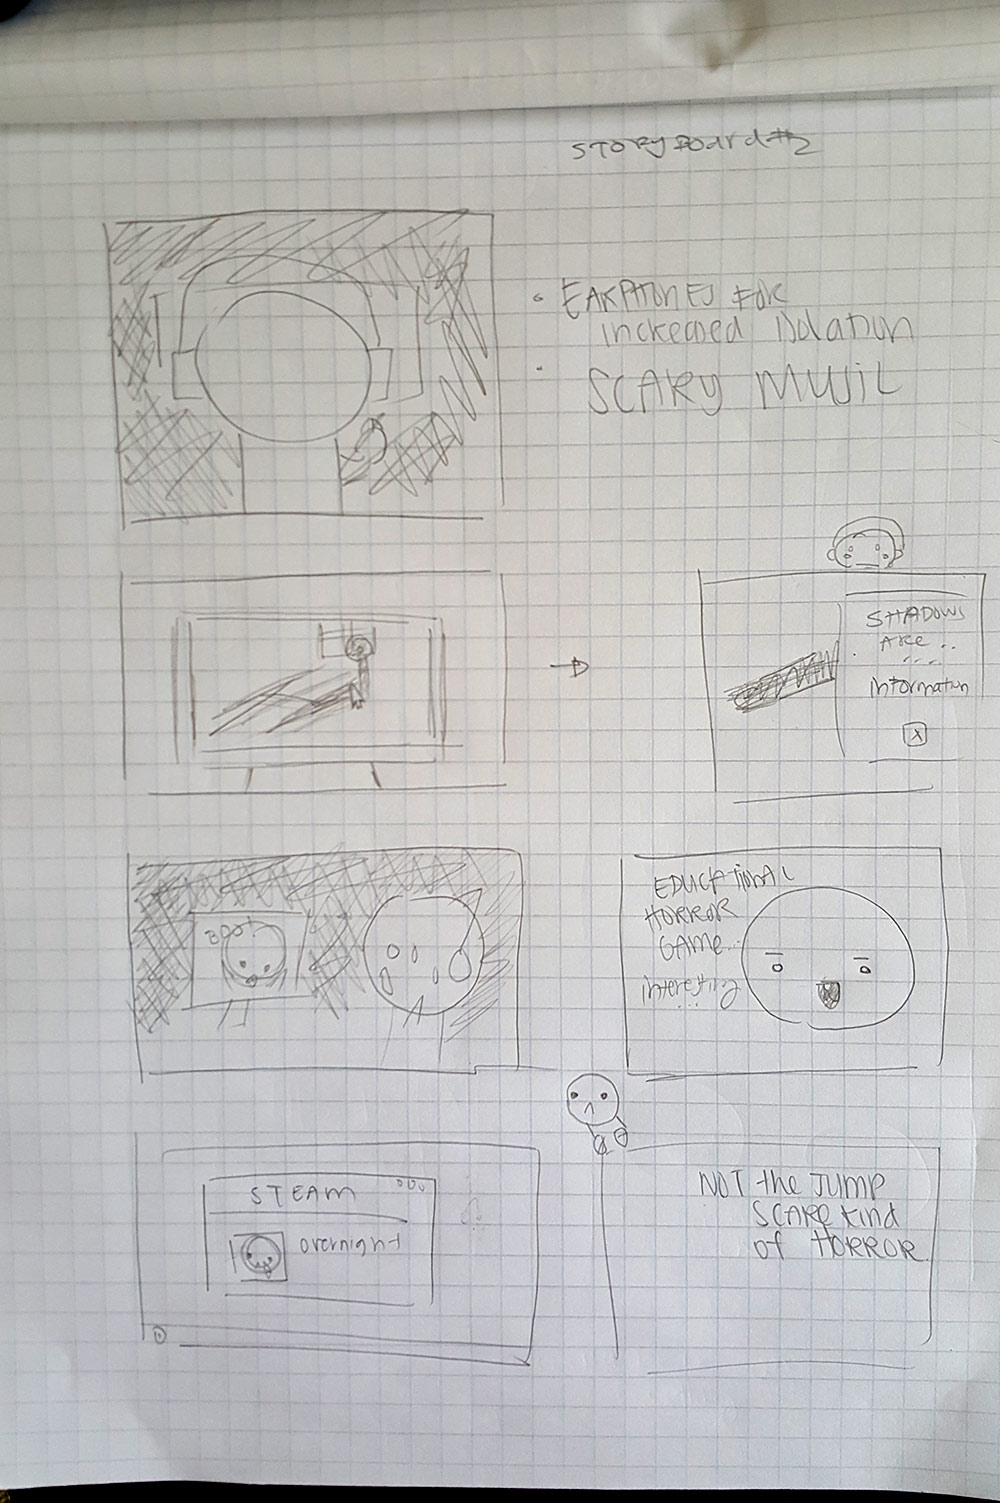 STORYBOARD #2
EARPHONES FOR
increased isolation
SCARY MUSIC
SHADOWS
ARE ..
....
information
X
BOO!
EDUCATIONAL
HORROR
GAME...
interesting
...
STEAM
overnight
NOT the JUMP
SCARE kind
of HORROR